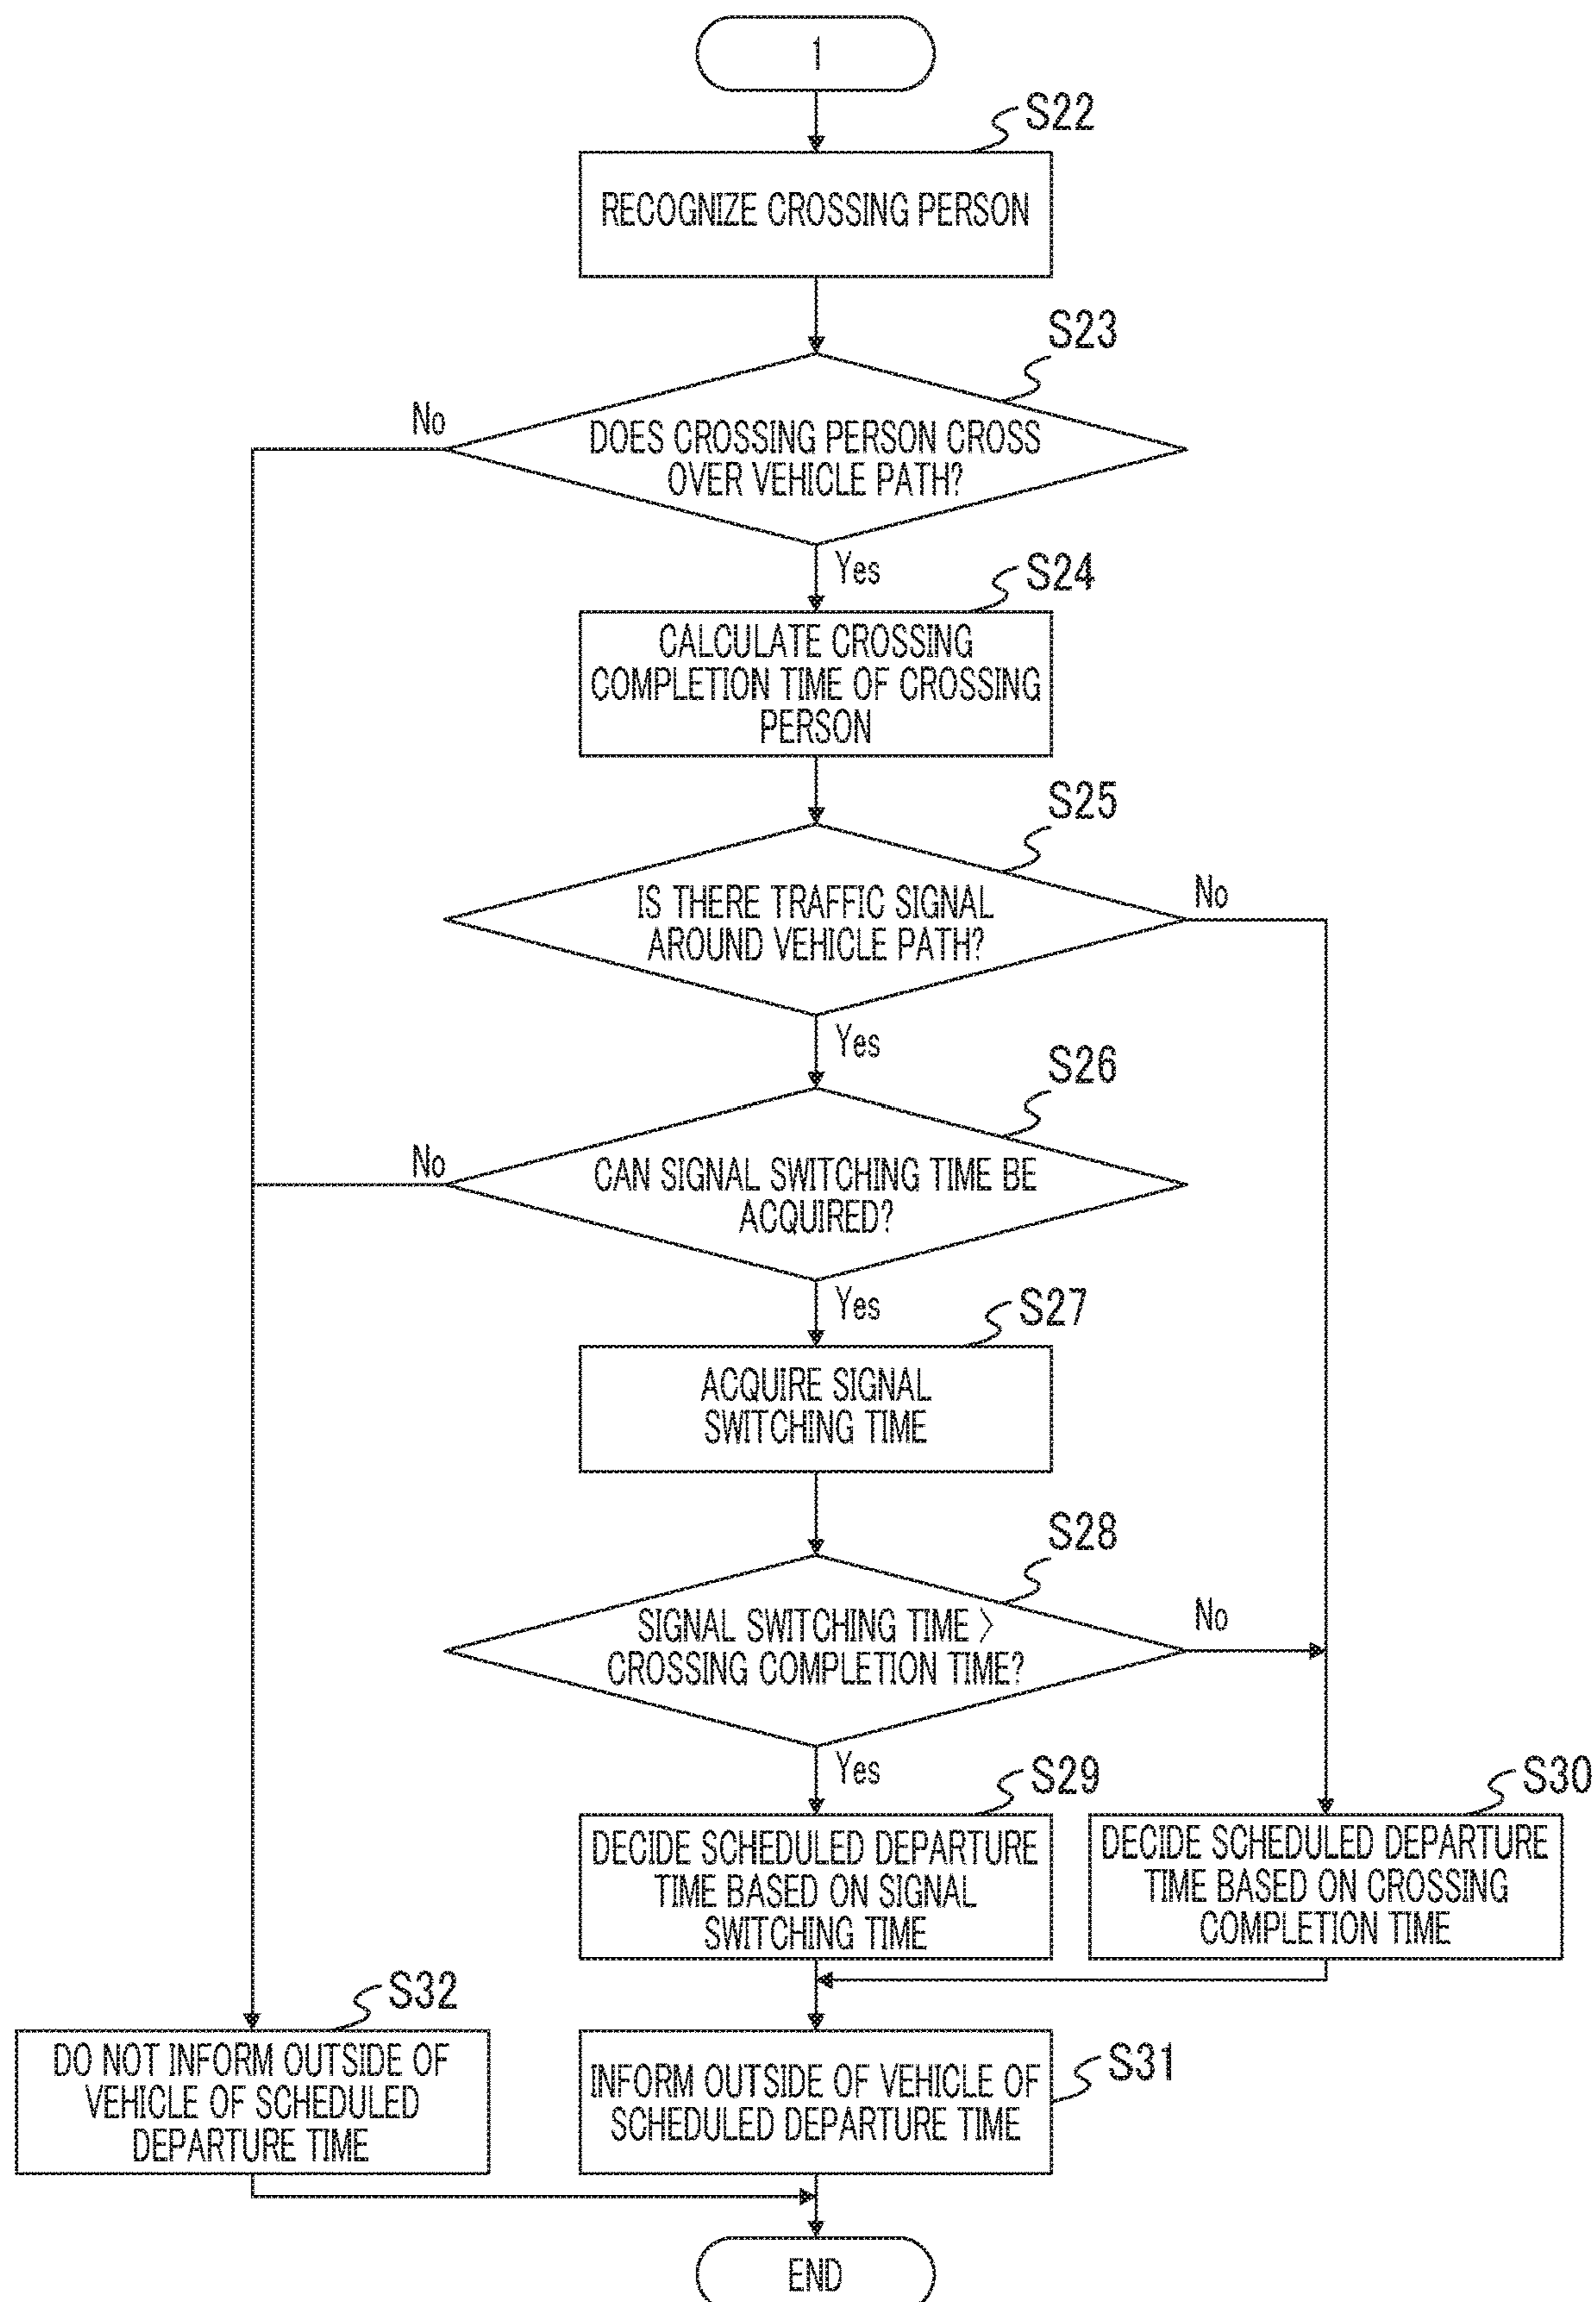 1
S22
RECOGNIZE CROSSING PERSON
S23
No
DOES CROSSING PERSON CROSS
OVER VEHICLE PATH?
Yes
S24
CALCULATE CROSSING
COMPLETION TIME OF CROSSING
PERSON
S25
No
IS THERE TRAFFIC SIGNAL
AROUND VEHICLE PATH?
Yes
S26
No
CAN SIGNAL SWITCHING TIME BE
ACQUIRED?
Yes
S27
ACQUIRE SIGNAL
SWITCHING TIME
S28
No
SIGNAL SWITCHING TIME >
CROSSING COMPLETION TIME?
Yes
S29
DECIDE SCHEDULED DEPARTURE
TIME BASED ON SIGNAL
SWITCHING TIME
S30
DECIDE SCHEDULED DEPARTURE
TIME BASED ON CROSSING
COMPLETION TIME
S32
DO NOT INFORM OUTSIDE OF
VEHICLE OF SCHEDULED
DEPARTURE TIME
S31
INFORM OUTSIDE OF VEHICLE OF
SCHEDULED DEPARTURE TIME
END